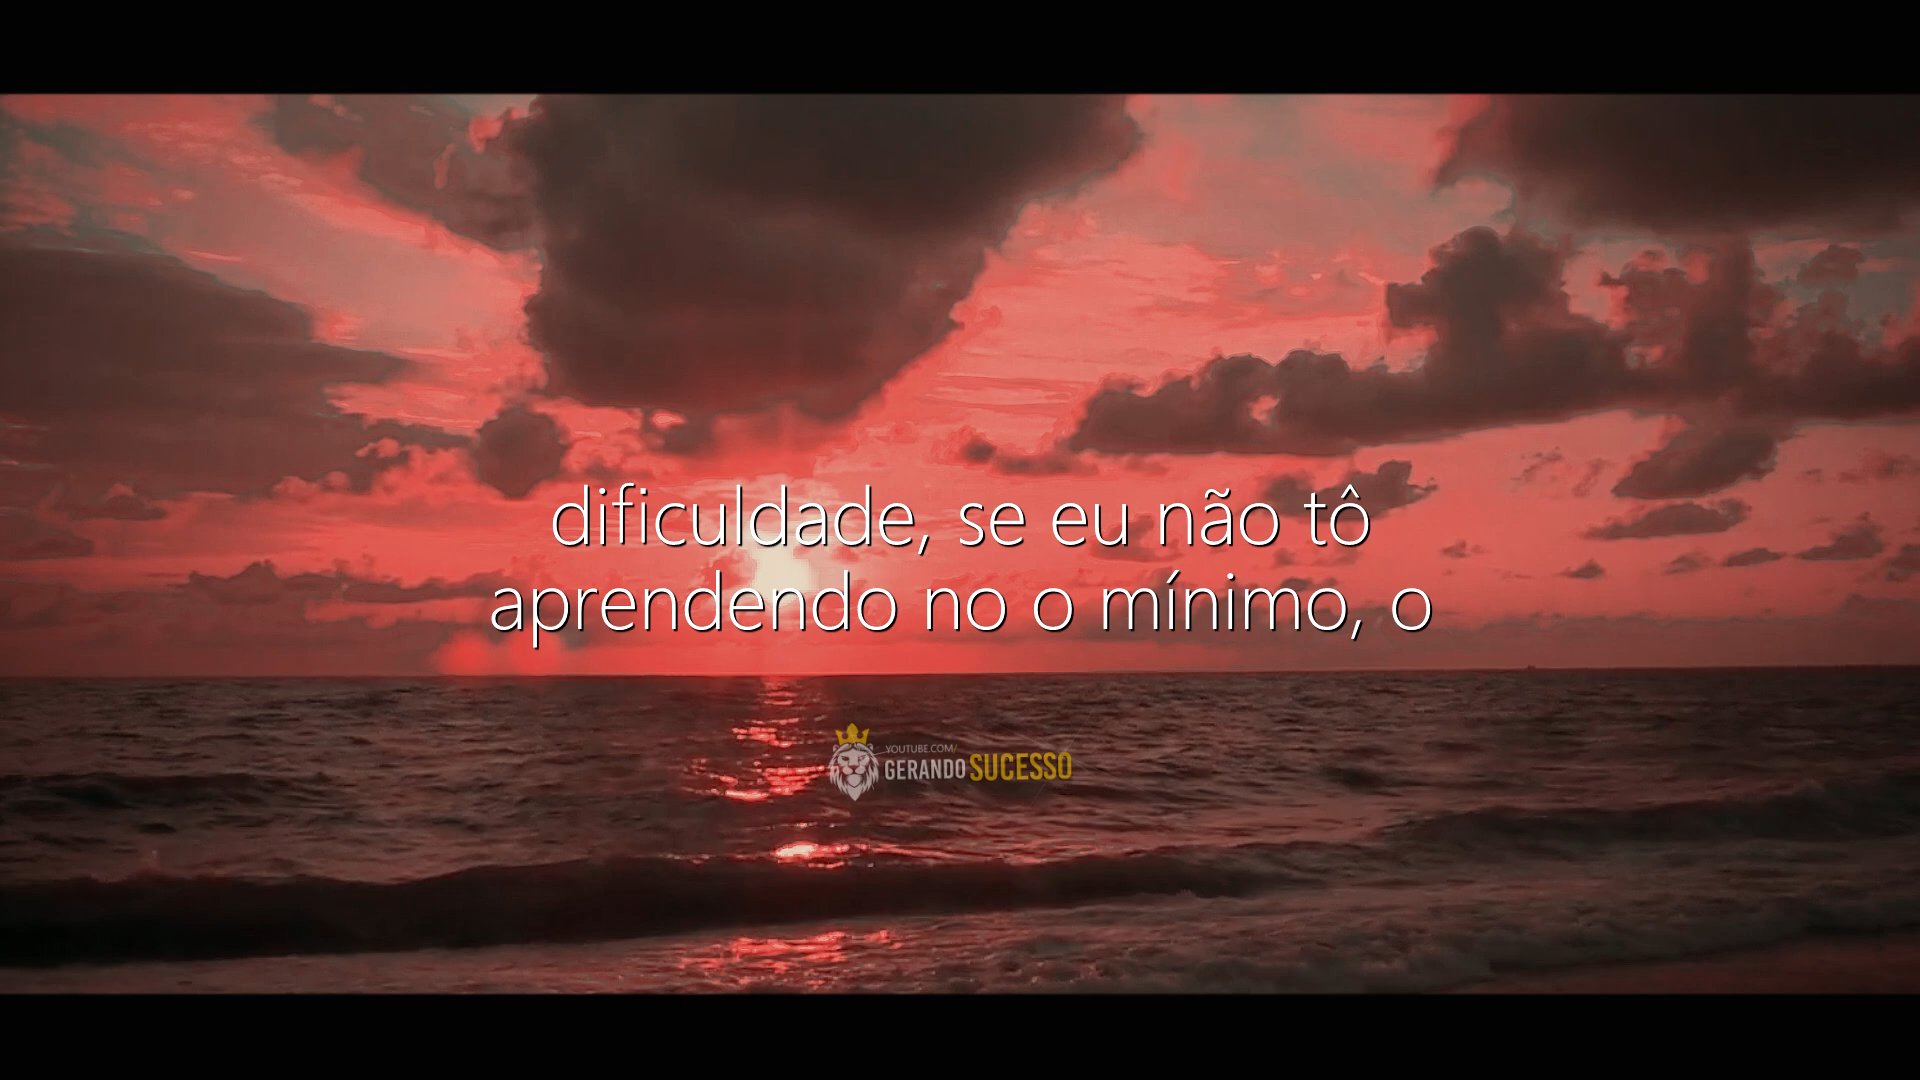 dificuldade, se eu não tô
aprendendo no o mínimo, o
YOUTUBE.COM/
GERANDO SUCESSO